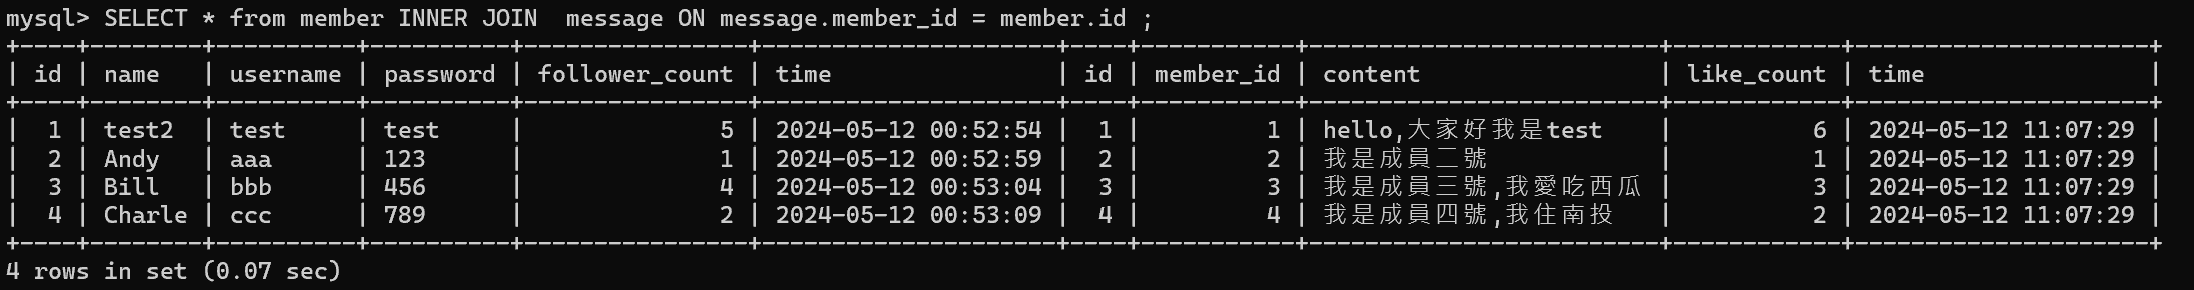 mysql> SELECT * from member INNER JOIN  message ON message.member_id = member.id ;
+----+--------+----------+----------+----------------+---------------------+----+-----------+-------------------------+------------+---------------------+
| id | name   | username | password | follower_count | time                | id | member_id | content                 | like_count | time                |
+----+--------+----------+----------+----------------+---------------------+----+-----------+-------------------------+------------+---------------------+
|  1 | test2  | test     | test     |              5 | 2024-05-12 00:52:54 |  1 |         1 | hello,大家好我是test    |          6 | 2024-05-12 11:07:29 |
|  2 | Andy   | aaa      | 123      |              1 | 2024-05-12 00:52:59 |  2 |         2 | 我是成員二號            |          1 | 2024-05-12 11:07:29 |
|  3 | Bill   | bbb      | 456      |              4 | 2024-05-12 00:53:04 |  3 |         3 | 我是成員三號,我愛吃西瓜 |          3 | 2024-05-12 11:07:29 |
|  4 | Charle | ccc      | 789      |              2 | 2024-05-12 00:53:09 |  4 |         4 | 我是成員四號,我住南投   |          2 | 2024-05-12 11:07:29 |
+----+--------+----------+----------+----------------+---------------------+----+-----------+-------------------------+------------+---------------------+
4 rows in set (0.07 sec)